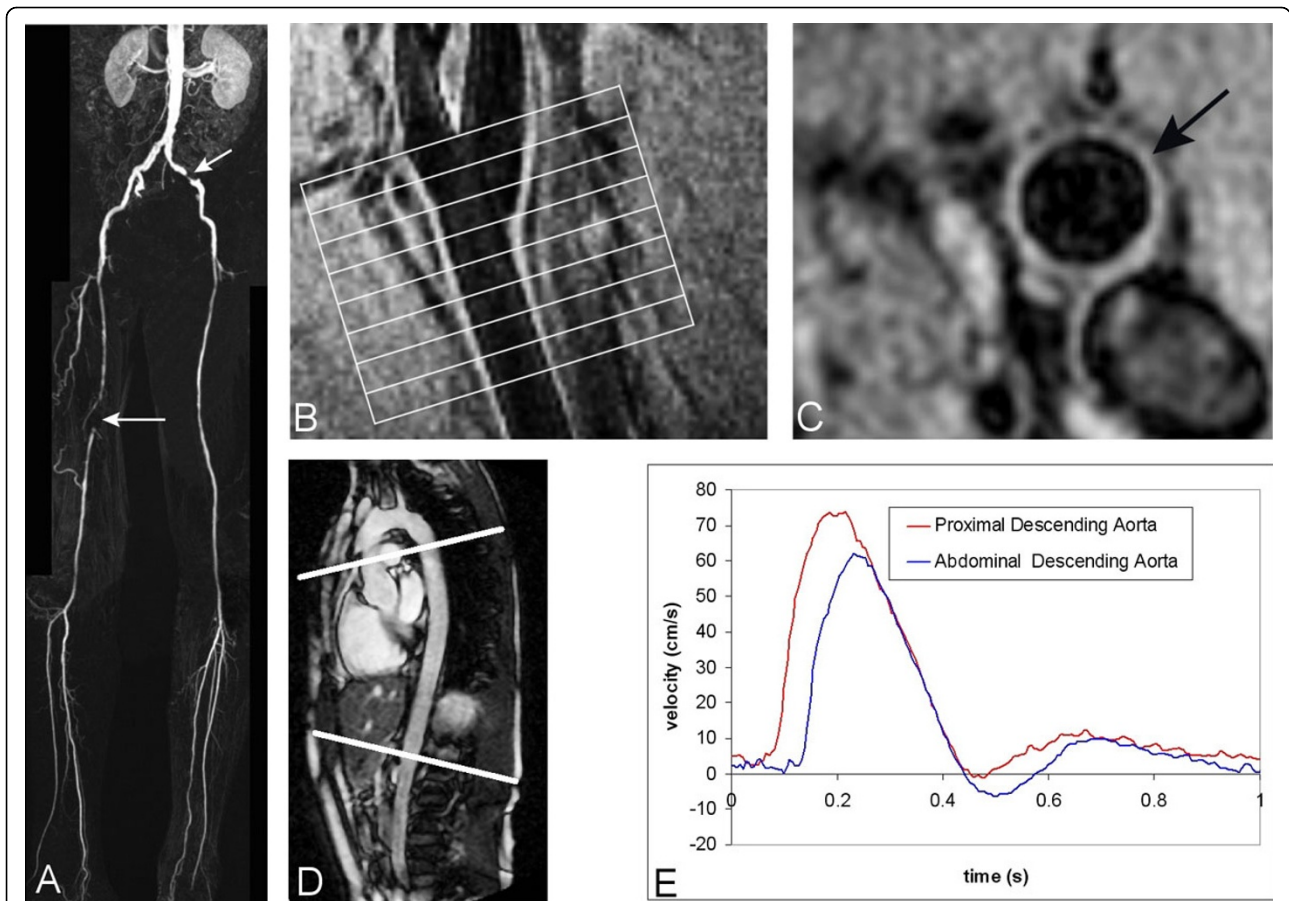 A
B
C
D
E
80
70
60
50
40
30
20
10
0
-10
-20
0
0.2
0.4
0.6
0.8
1
velocity (cm/s)
time (s)
Proximal Descending Aorta
Abdominal Descending Aorta